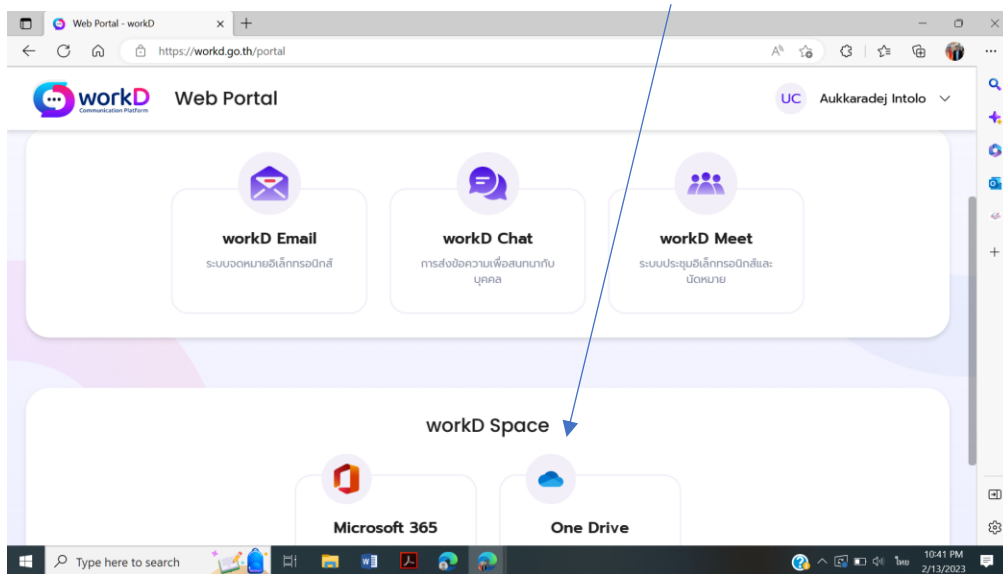 Web Portal - workD
https://workd.go.th/portal
workD
Communication Platform
Web Portal
UC
Aukkaradej Intolo
workD Email
ระบบจดหมายอิเล็กทรอนิกส์
workD Chat
การส่งข้อความเพื่อสนทนากับ
บุคคล
workD Meet
ระบบประชุมอิเล็กทรอนิกส์และ
นัดหมาย
workD Space
Microsoft 365
One Drive
Type here to search
ไทย
10:41 PM
2/13/2023